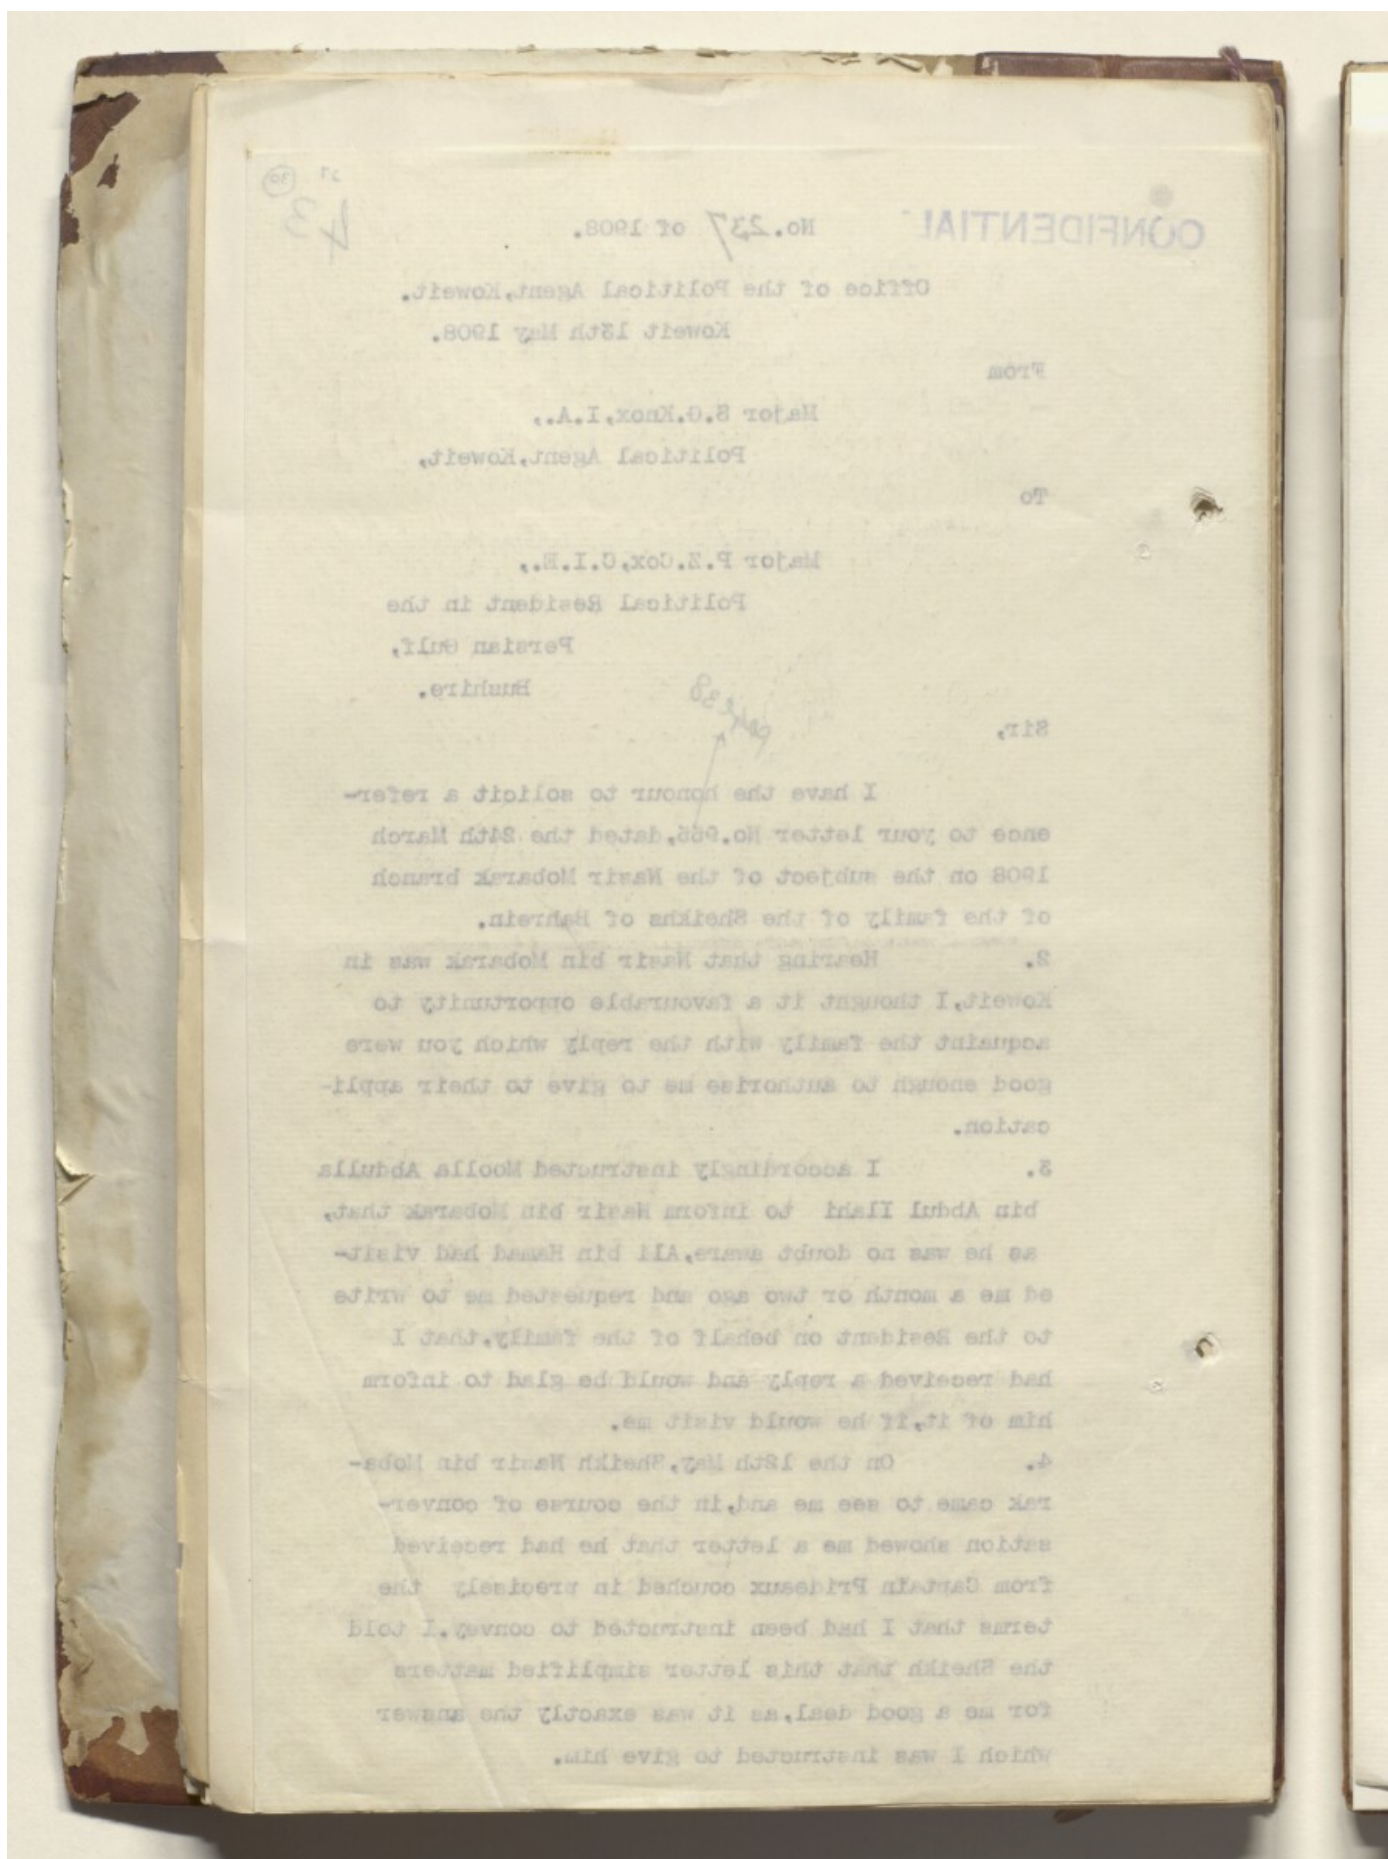 CONFIDENTIAL
No. 237 of 1908.
43
30
Office of the Political Agent,Koweit.
Koweit 13th May 1908.
From
Major S.G.Knox,I.A.,
Political Agent,Koweit,
To
Major P.Z.Cox,C.I.E.,
Political Resident in the
Persian Gulf,
Bushire.
Sir,
I have the honour to solicit a refer-
ence to your letter No. dated the 24th March
1908 on the subject of the Nasir Mobarak branch
of the family of the Sheikhs of Bahrein.
2. Hearing that Nasir bin Mobarak was in
Koweit,I thought it a favourable opportunity to
acquaint the family with the reply which you were
good enough to authorise me to give to their appli-
cation.
3. I accordingly instructed Moolla Abdulla
bin Abdul Ilahi to inform Nasir bin Mobarak that,
as he was no doubt aware,Ali bin Hamad had visit-
ed me a month or two ago and requested me to write
to the Resident on behalf of the family,that I
had received a reply and would be glad to inform
him of it,if he would visit me.
4. On the 12th May,Sheikh Nasir bin Moba-
rak came to see me and,in the course of conver-
sation showed me a letter that he had received
from Captain Prideaux couched in precisely the
terms that I had been instructed to convey.I told
the Sheikh that this letter simplified matters
for me a good deal,as it was exactly the answer
which I was instructed to give him.